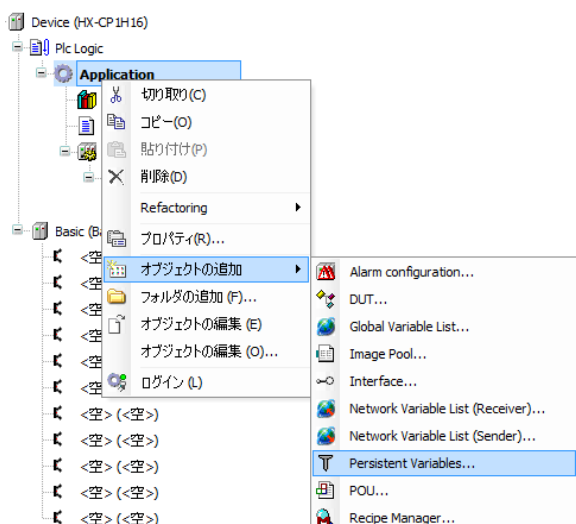 Device (HX-CP1H16)
Plc Logic
Application
切り取り(C)
コピー(O)
貼り付け(P)
削除(D)
Refactoring
Basic (B
プロパティ(R)...
<空
オブジェクトの追加
Alarm configuration...
<空
フォルダの追加 (F)...
DUT...
<空
オブジェクトの編集 (E)
Global Variable List...
<空
オブジェクトの編集 (O)...
Image Pool...
<空
ログイン (L)
Interface...
<空
Network Variable List (Receiver)...
<空> (<空>)
Network Variable List (Sender)...
<空> (<空>)
Persistent Variables...
<空> (<空>)
POU...
<空> (<空>)
Recipe Manager...
<空> (<空>)